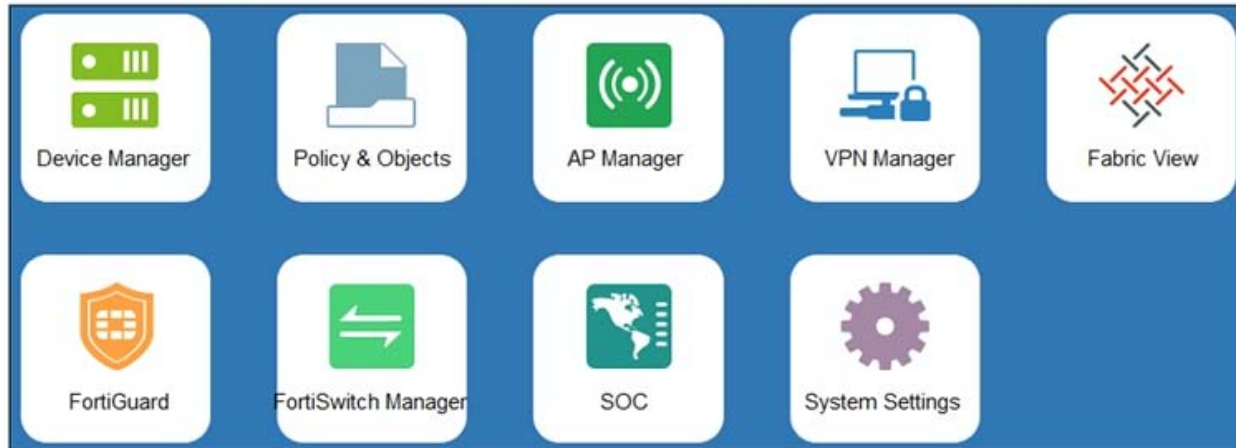 Device Manager
Policy & Objects
AP Manager
VPN Manager
Fabric View
FortiGuard
FortiSwitch Manager
SOC
System Settings